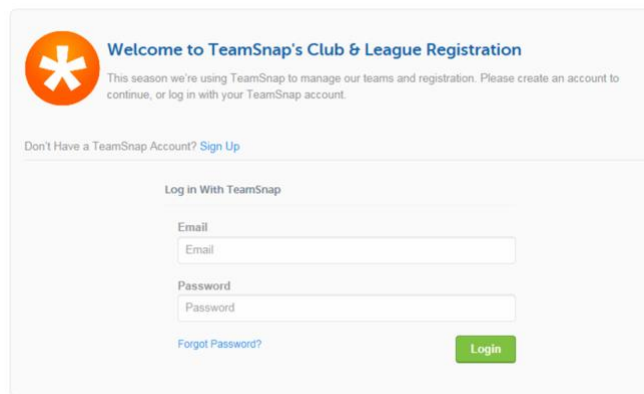 Welcome to TeamSnap's Club & League Registration
This season we're using TeamSnap to manage our teams and registration. Please create an account to
continue, or log in with your TeamSnap account.
Don't Have a TeamSnap Account? Sign Up
Log in With TeamSnap
Email
Email
Password
Password
Forgot Password?
Login